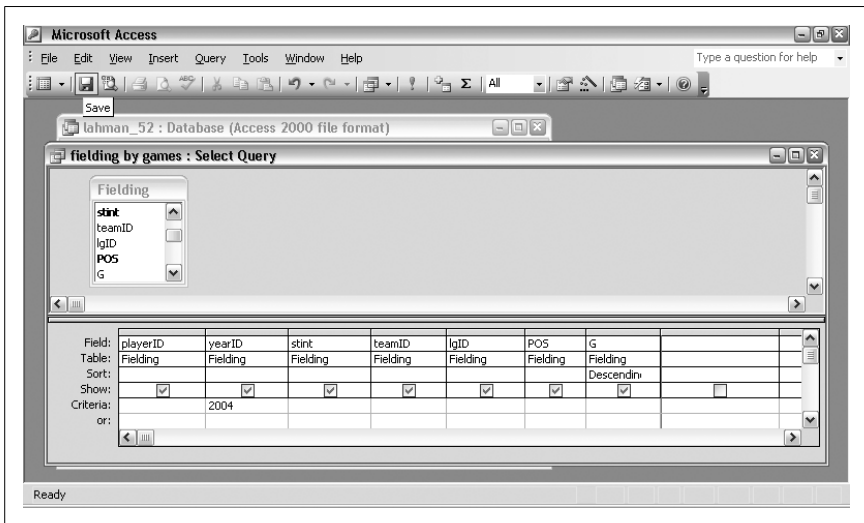 Microsoft Access
File Edit View Insert Query Tools Window Help Type a question for help
ABC Σ All
Save
lahman_52 : Database (Access 2000 file format)
fielding by games : Select Query
Fielding
stint
teamID
lgID
POS
G
Field: playerID yearID stint teamID lgID POS G
Table: Fielding Fielding Fielding Fielding Fielding Fielding Fielding
Sort: Descendin
Show:
Criteria: 2004
or:
Ready